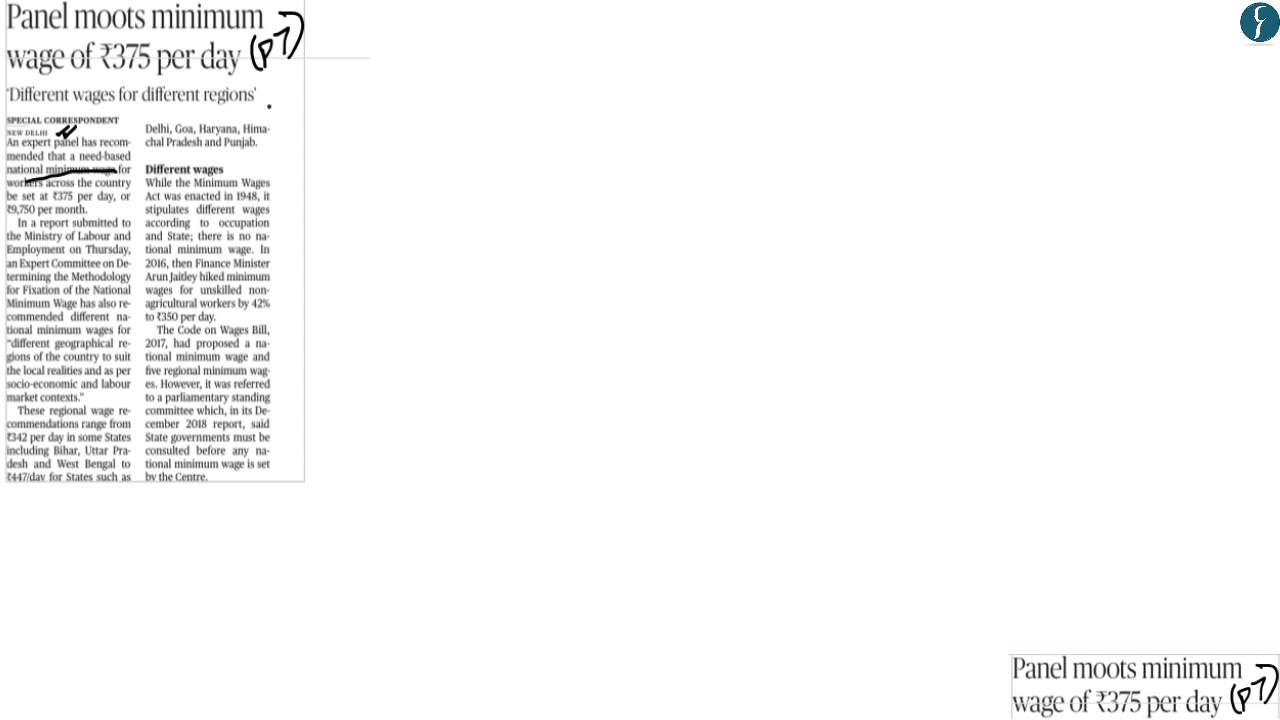 Panel moots minimum
wage of ₹375 per day (p7)
'Different wages for different regions'
SPECIAL CORRESPONDENT
NEW DELHI
An expert panel has recom-
mended that a need-based
national minimum wage for
workers across the country
be set at ₹375 per day, or
₹9,750 per month.
In a report submitted to
the Ministry of Labour and
Employment on Thursday,
an Expert Committee on De-
termining the Methodology
for Fixation of the National
Minimum Wage has also re-
commended different na-
tional minimum wages for
"different geographical re-
gions of the country to suit
the local realities and as per
socio-economic and labour
market contexts."
These regional wage re-
commendations range from
₹342 per day in some States
including Bihar, Uttar Pra-
desh and West Bengal to
₹447/day for States such as
Delhi, Goa, Haryana, Hima-
chal Pradesh and Punjab.
Different wages
While the Minimum Wages
Act was enacted in 1948, it
stipulates different wages
according to occupation
and State; there is no na-
tional minimum wage. In
2016, then Finance Minister
Arun Jaitley hiked minimum
wages for unskilled non-
agricultural workers by 42%
to ₹350 per day.
The Code on Wages Bill,
2017, had proposed a na-
tional minimum wage and
five regional minimum wag-
es. However, it was referred
to a parliamentary standing
committee which, in its De-
cember 2018 report, said
State governments must be
consulted before any na-
tional minimum wage is set
by the Centre.
Panel moots minimum
wage of ₹375 per day (p7)